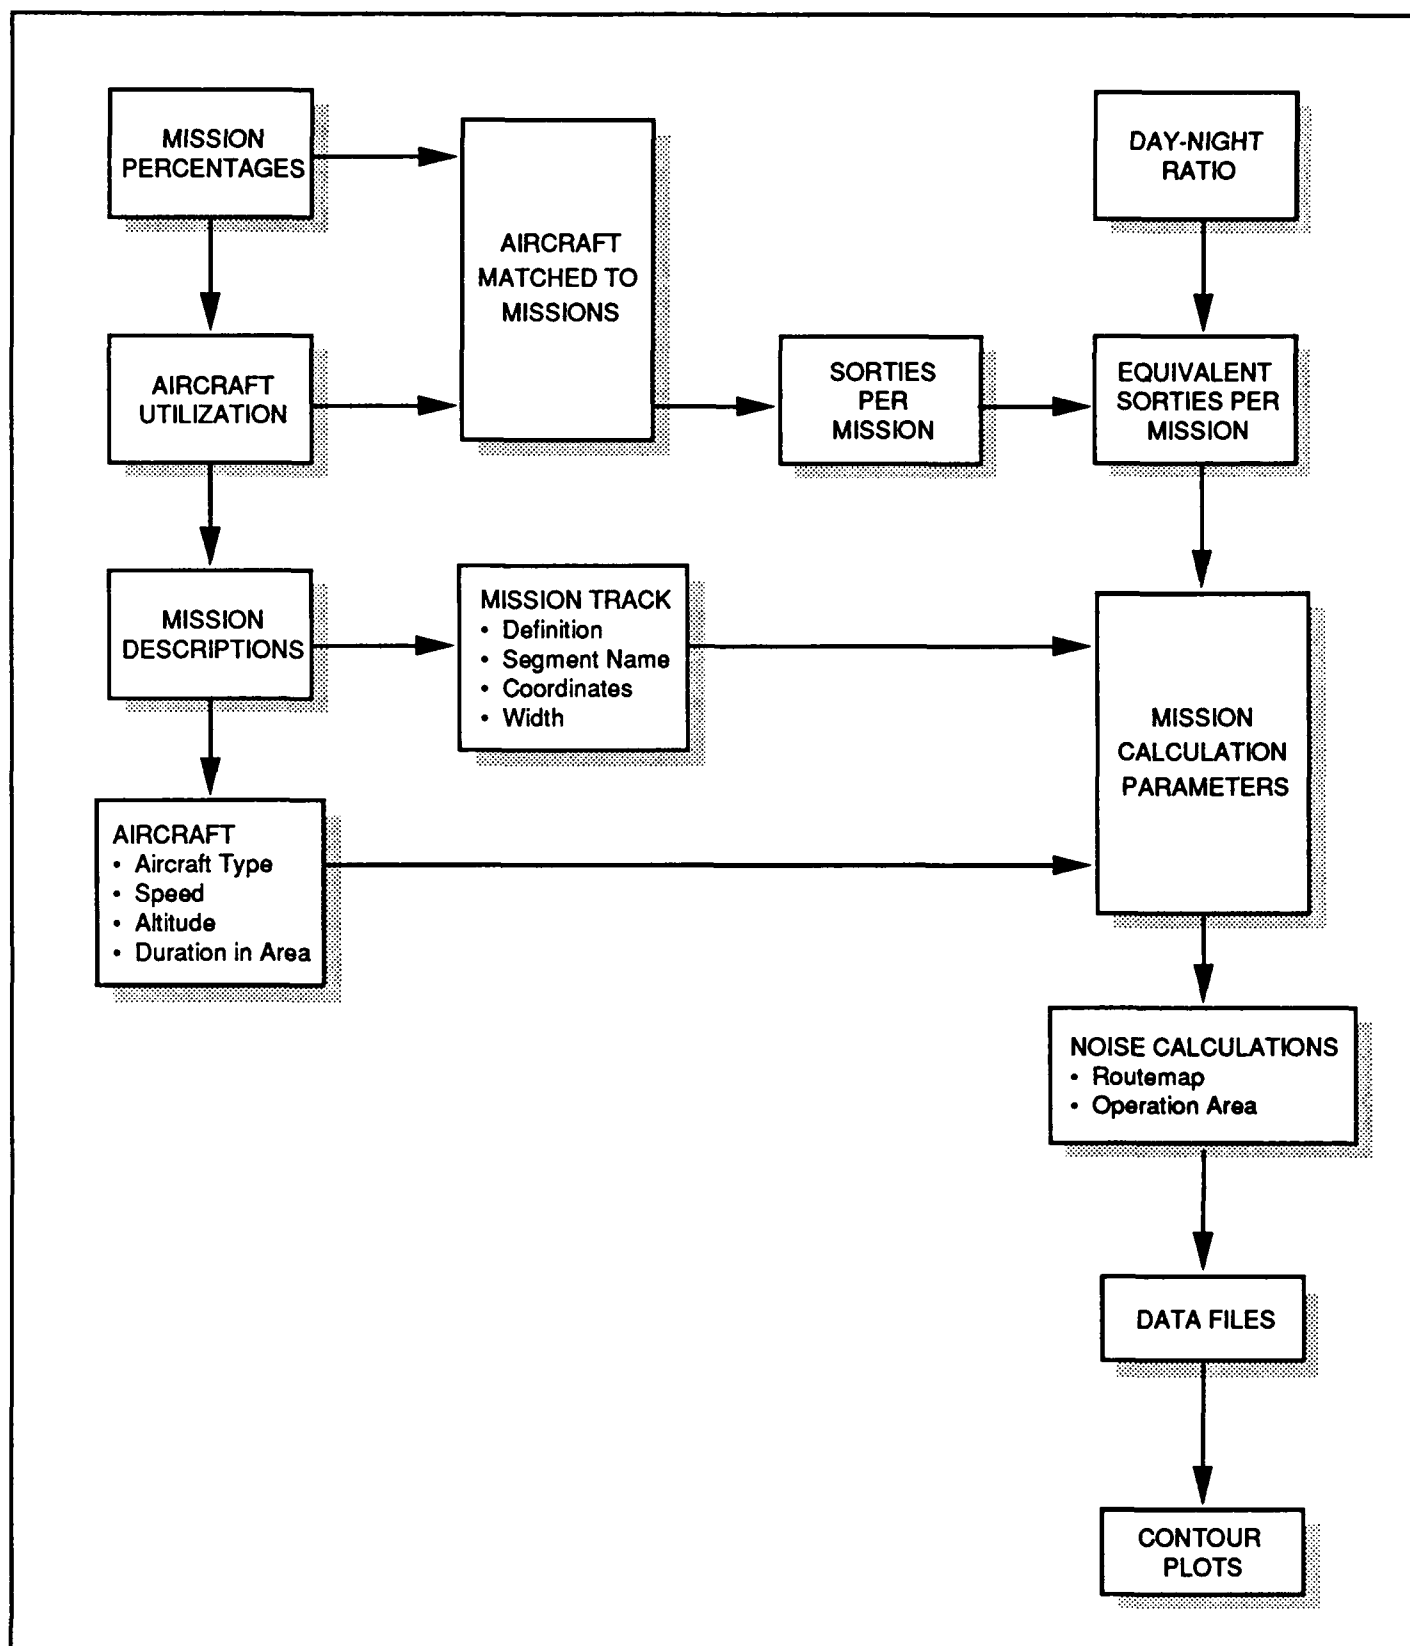 MISSION
PERCENTAGES
AIRCRAFT
MATCHED TO
MISSIONS
DAY-NIGHT
RATIO
AIRCRAFT
UTILIZATION
SORTIES
PER
MISSION
EQUIVALENT
SORTIES PER
MISSION
MISSION
DESCRIPTIONS
MISSION TRACK
• Definition
• Segment Name
• Coordinates
• Width
MISSION
CALCULATION
PARAMETERS
AIRCRAFT
• Aircraft Type
• Speed
• Altitude
• Duration in Area
NOISE CALCULATIONS
• Routemap
• Operation Area
DATA FILES
CONTOUR
PLOTS